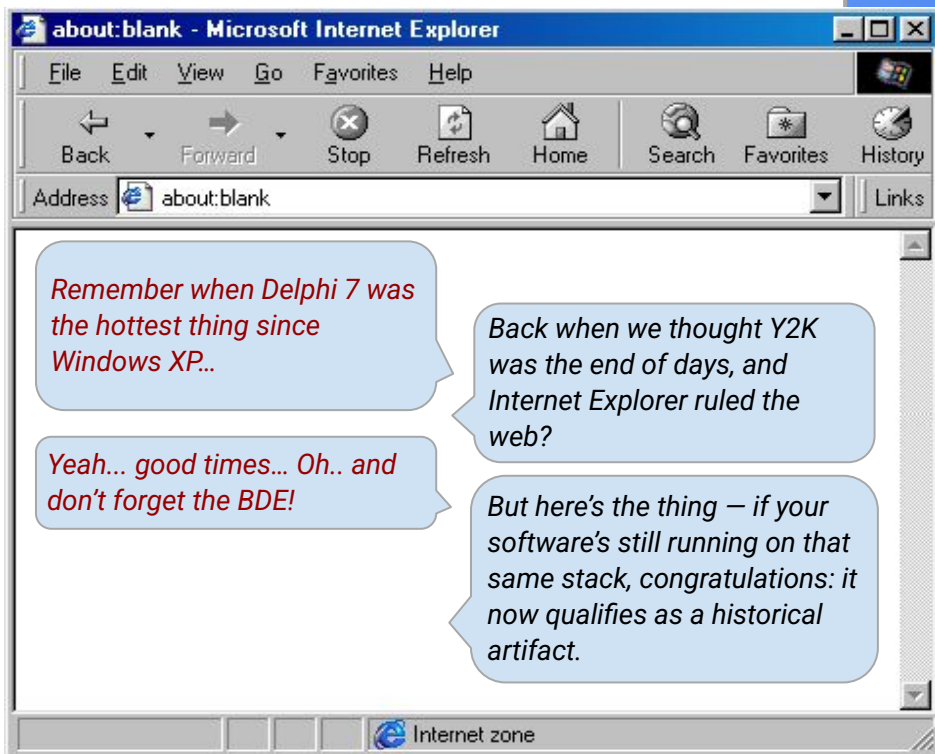 about:blank - Microsoft Internet Explorer
File Edit View Go Favorites Help
Back Forward Stop Refresh Home Search Favorites History
Address about:blank Links
Remember when Delphi 7 was
the hottest thing since
Windows XP…
Back when we thought Y2K
was the end of days, and
Internet Explorer ruled the
web?
Yeah... good times… Oh.. and
don’t forget the BDE!
But here’s the thing — if your
software’s still running on that
same stack, congratulations: it
now qualifies as a historical
artifact.
Internet zone